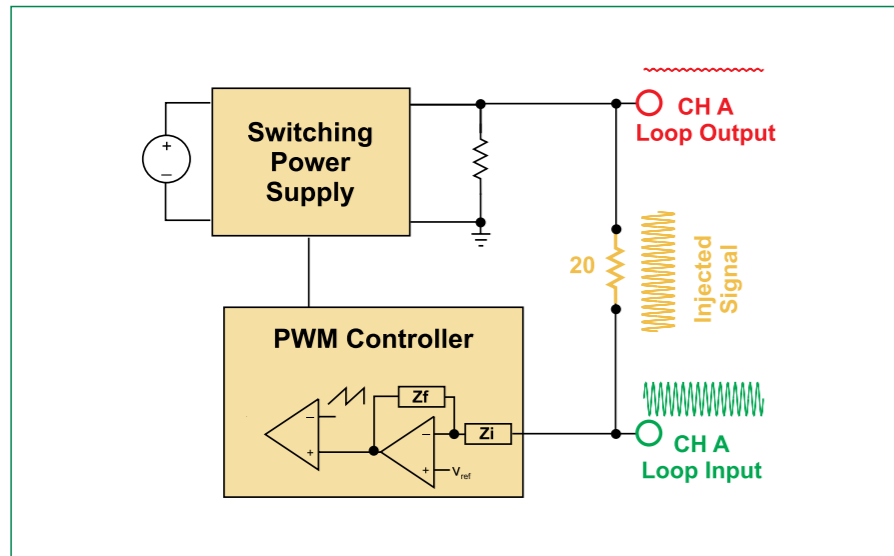 Switching
Power
Supply
+
–
CH A
Loop Output
20
Injected
Signal
PWM Controller
Zf
Zi
–
+
–
+
Vref
CH A
Loop Input